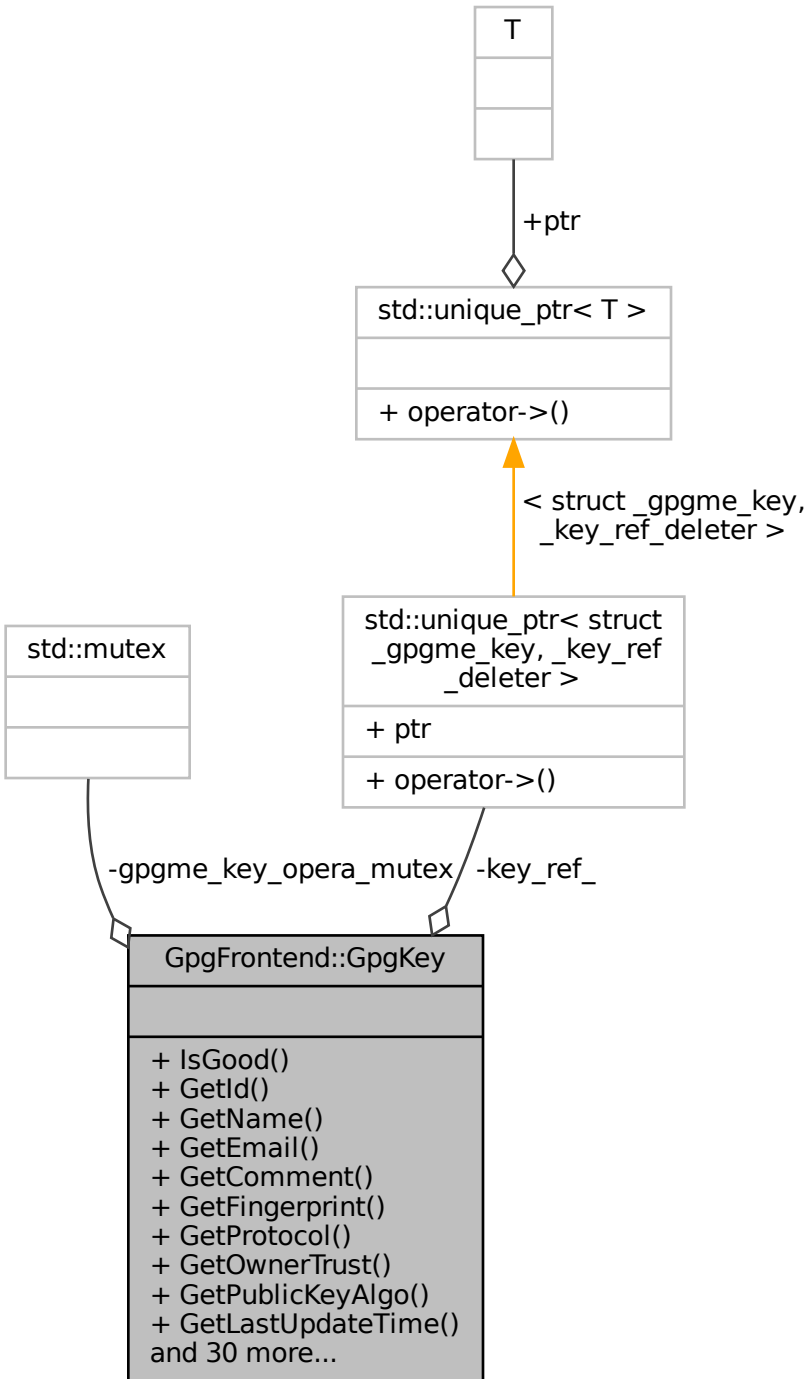 T
+ptr
std::unique_ptr< T >
+ operator->()
< struct _gpgme_key,
_key_ref_deleter >
std::unique_ptr< struct
_gpgme_key, _key_ref
_deleter >
+ ptr
+ operator->()
std::mutex
-gpgme_key_opera_mutex
-key_ref_
GpgFrontend::GpgKey
+ IsGood()
+ GetId()
+ GetName()
+ GetEmail()
+ GetComment()
+ GetFingerprint()
+ GetProtocol()
+ GetOwnerTrust()
+ GetPublicKeyAlgo()
+ GetLastUpdateTime()
and 30 more...